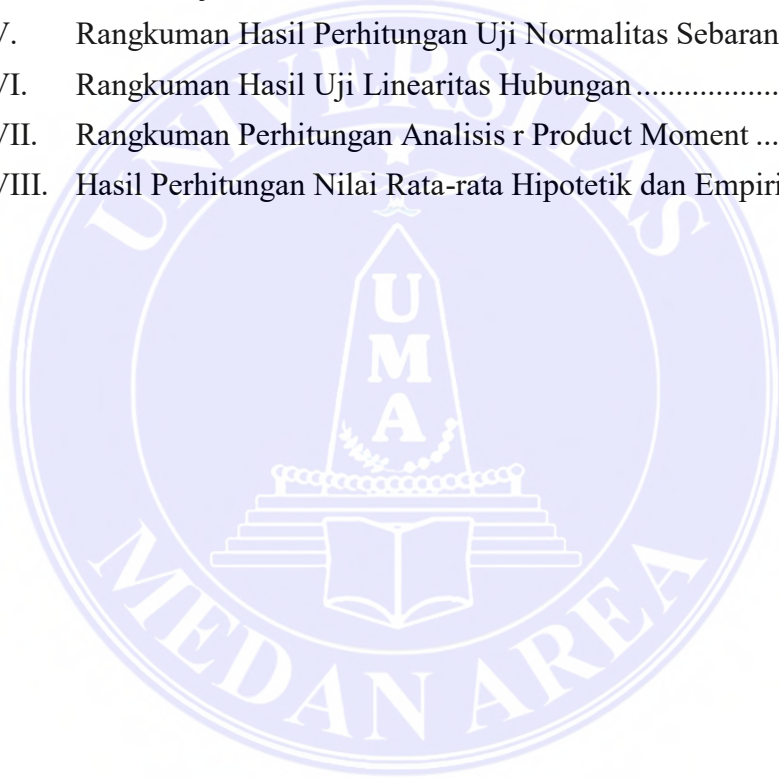 V. Rangkuman Hasil Perhitungan Uji Normalitas Sebaran
VI. Rangkuman Hasil Uji Linearitas Hubungan..................
VII. Rangkuman Perhitungan Analisis r Product Moment ...
VIII. Hasil Perhitungan Nilai Rata-rata Hipotetik dan Empiri
UNIVERSITAS
U
M
A
MEDAN AREA